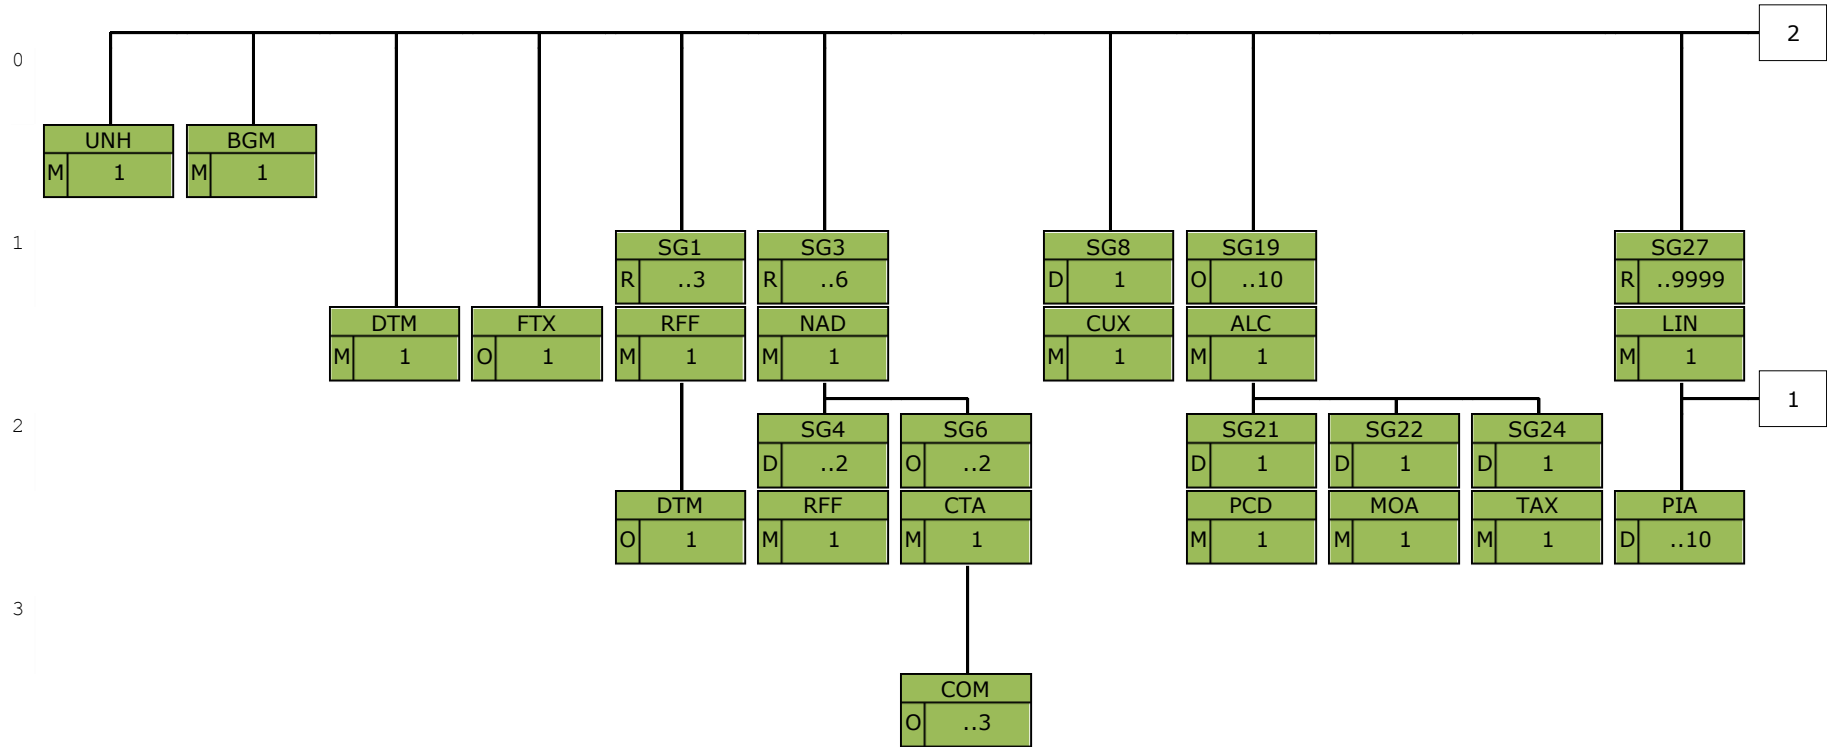 2
0
UNH BGM
M 1 M 1
1
SG1 SG3 SG8 SG19 SG27
R ..3 R ..6 D 1 O ..10 R ..9999
DTM FTX RFF NAD CUX ALC LIN
M 1 O 1 M 1 M 1 M 1 M 1 M 1
1
2
SG4 SG6 SG21 SG22 SG24
D ..2 O ..2 D 1 D 1 D 1
DTM RFF CTA PCD MOA TAX PIA
O 1 M 1 M 1 M 1 M 1 M 1 D ..10
3
COM
O ..3